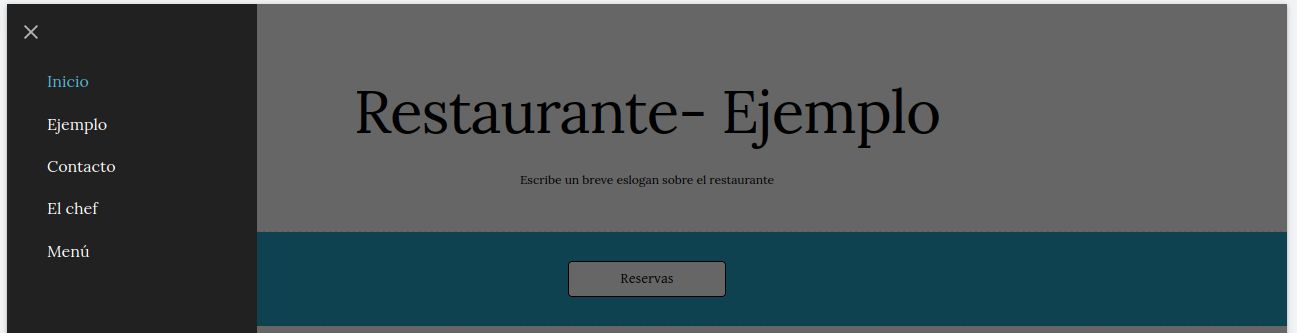 Inicio
Ejemplo
Contacto
El chef
Menú
Restaurante- Ejemplo
Escribe un breve eslogan sobre el restaurante
Reservas